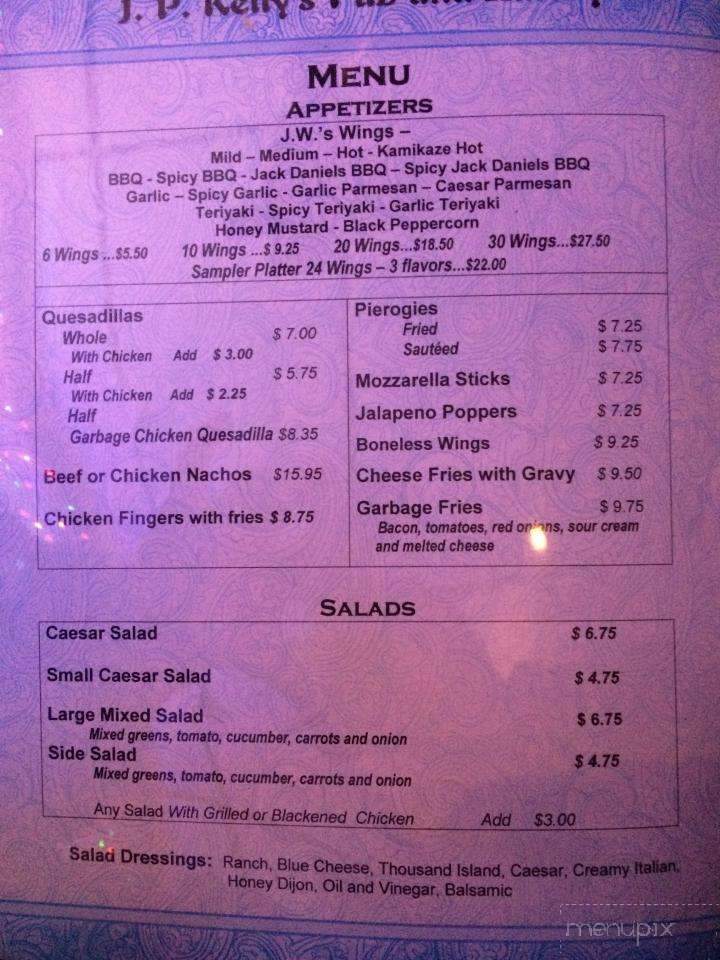 J. P. Kelly's Pub and
MENU
APPETIZERS
J.W.'s Wings –
Mild – Medium – Hot - Kamikaze Hot
BBQ - Spicy BBQ - Jack Daniels BBQ – Spicy Jack Daniels BBQ
Garlic – Spicy Garlic - Garlic Parmesan – Caesar Parmesan
Teriyaki - Spicy Teriyaki - Garlic Teriyaki
Honey Mustard - Black Peppercorn
6 Wings ...$5.50 10 Wings ...$ 9.25 20 Wings...$18.50 30 Wings...$27.50
Sampler Platter 24 Wings – 3 flavors...$22.00
Quesadillas
Whole $ 7.00
With Chicken Add $ 3.00
Half $ 5.75
With Chicken Add $ 2.25
Half
Garbage Chicken Quesadilla $8.35
Beef or Chicken Nachos $15.95
Chicken Fingers with fries $ 8.75
Pierogies
Fried $ 7.25
Sautéed $ 7.75
Mozzarella Sticks $ 7.25
Jalapeno Poppers $ 7.25
Boneless Wings $ 9.25
Cheese Fries with Gravy $ 9.50
Garbage Fries $ 9.75
Bacon, tomatoes, red onions, sour cream
and melted cheese
SALADS
Caesar Salad $ 6.75
Small Caesar Salad $ 4.75
Large Mixed Salad $ 6.75
Mixed greens, tomato, cucumber, carrots and onion
Side Salad $ 4.75
Mixed greens, tomato, cucumber, carrots and onion
Any Salad With Grilled or Blackened Chicken Add $3.00
Salad Dressings: Ranch, Blue Cheese, Thousand Island, Caesar, Creamy Italian,
Honey Dijon, Oil and Vinegar, Balsamic
menupix